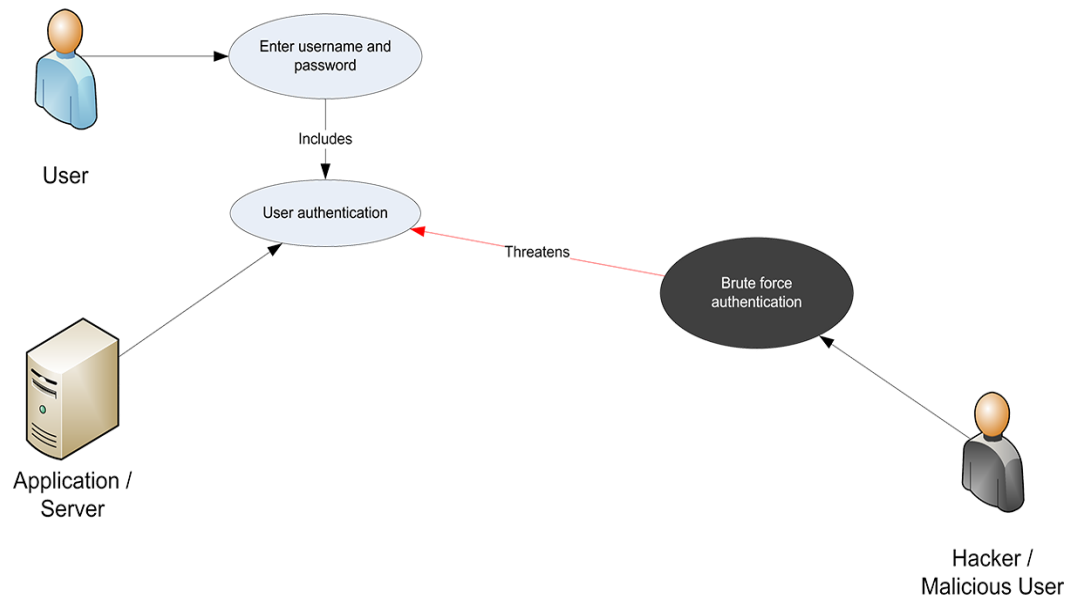 Enter username and
password
Includes
User
User authentication
Threatens
Brute force
authentication
Application /
Server
Hacker /
Malicious User